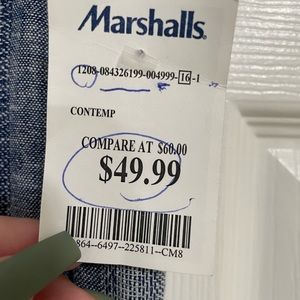 Marshalls.
1208-084326199-004999-16-1
CONTEMP
COMPARE AT $60.00
$49.99
864--6497--225811--CM8